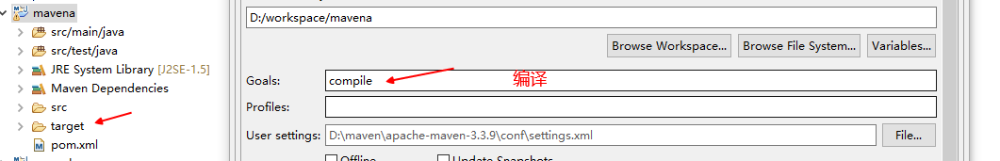 mavena
src/main/java
src/test/java
JRE System Library [J2SE-1.5]
Maven Dependencies
src
target
pom.xml
D:/workspace/mavena
Browse Workspace... Browse File System... Variables...
Goals: compile 编译
Profiles:
User settings: D:\maven\apache-maven-3.3.9\conf\settings.xml File...
Offline Update Snapshots